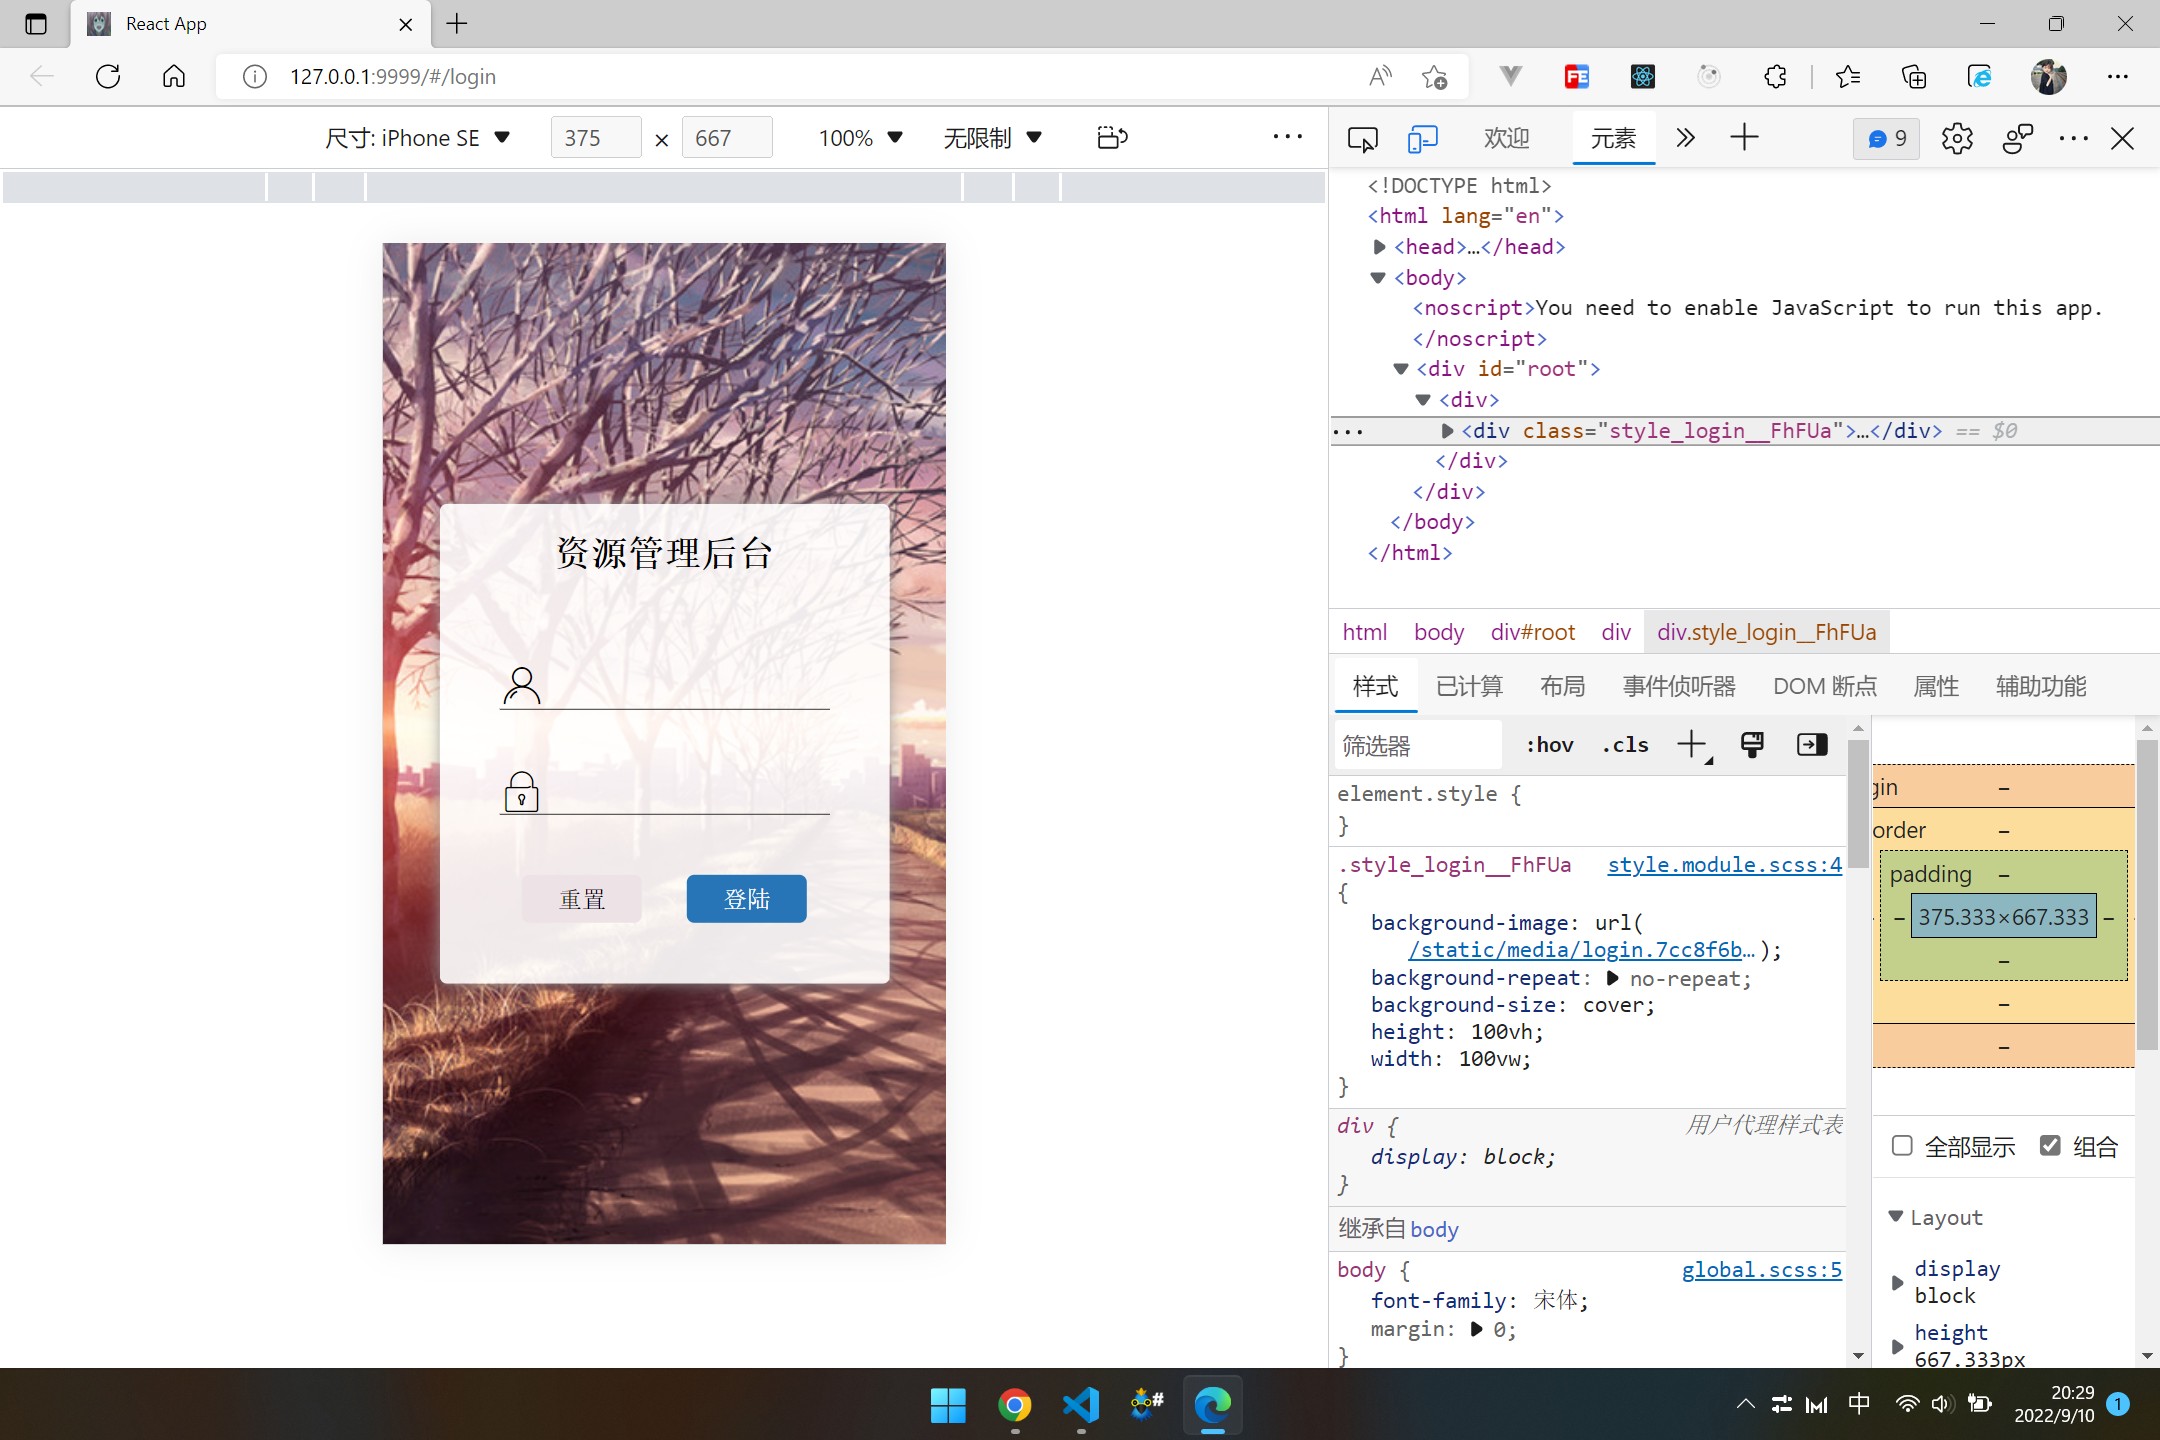 React App
127.0.0.1:9999/#/login
尺寸: iPhone SE
375
×
667
100%
无限制
欢迎
元素
9
<!DOCTYPE html>
<html lang="en">
<head>…</head>
<body>
<noscript>You need to enable JavaScript to run this app.
</noscript>
<div id="root">
<div>
<div class="style_login__FhFUa">…</div> == $0
</div>
</div>
</body>
</html>
资源管理后台
重置
登陆
html body div#root div div.style_login__FhFUa
样式 已计算 布局 事件侦听器 DOM 断点 属性 辅助功能
筛选器
:hov .cls
element.style {
}
.style_login__FhFUa style.module.scss:4
{
background-image: url(
/static/media/login.7cc8f6b…);
background-repeat: no-repeat;
background-size: cover;
height: 100vh;
width: 100vw;
}
div { 用户代理样式表
display: block;
}
继承自 body
body { global.scss:5
font-family: 宋体;
margin: 0;
}
gin –
order –
padding –
– 375.333×667.333 –
–
–
–
全部显示 组合
Layout
display
block
height
667.333px
中
20:29
2022/9/10
1